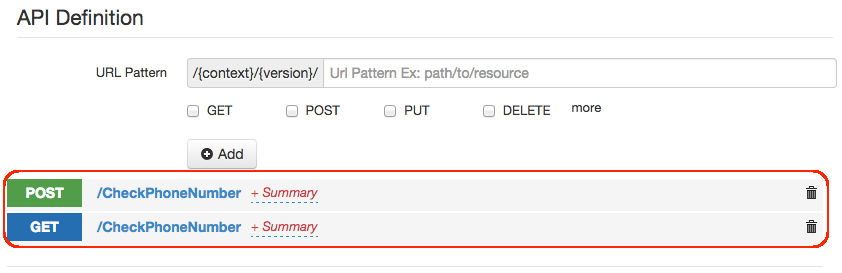 API Definition
URL Pattern /{context}/{version}/ Url Pattern Ex: path/to/resource
GET POST PUT DELETE more
Add
POST /CheckPhoneNumber + Summary
GET /CheckPhoneNumber + Summary